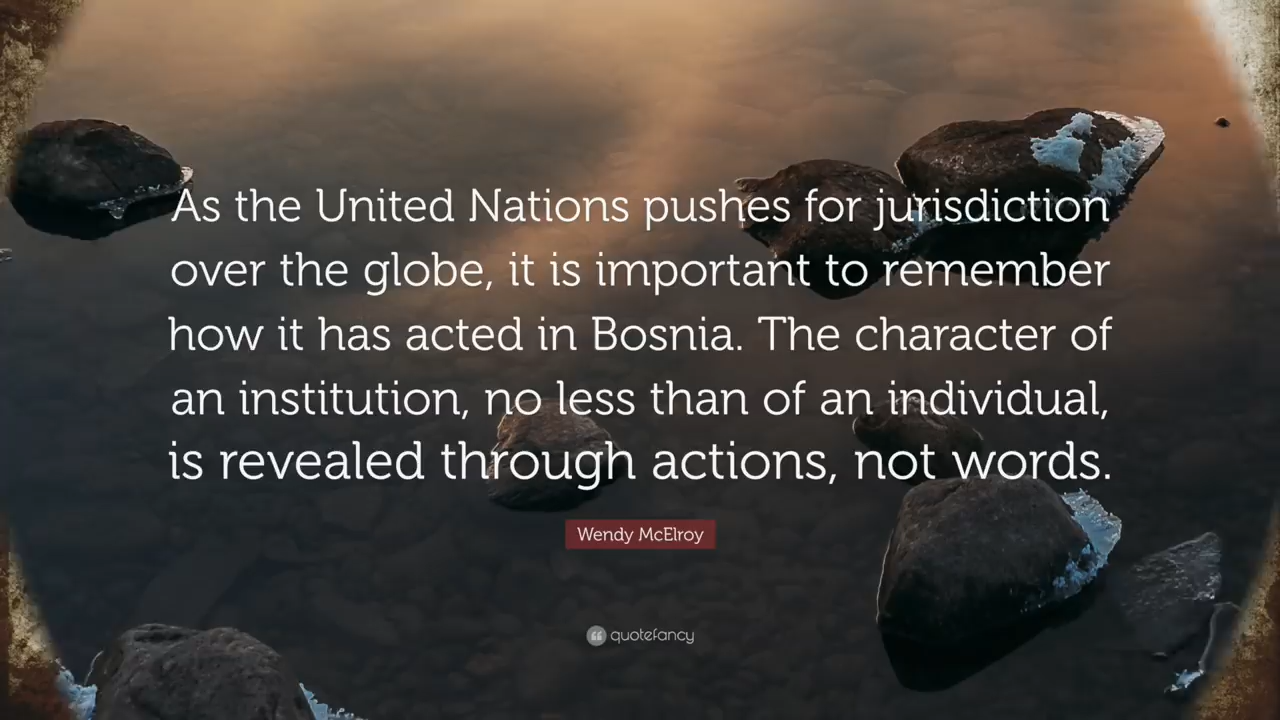 As the United Nations pushes for jurisdiction
over the globe, it is important to remember
how it has acted in Bosnia. The character of
an institution, no less than of an individual,
is revealed through actions, not words.
Wendy McElroy
quotefancy